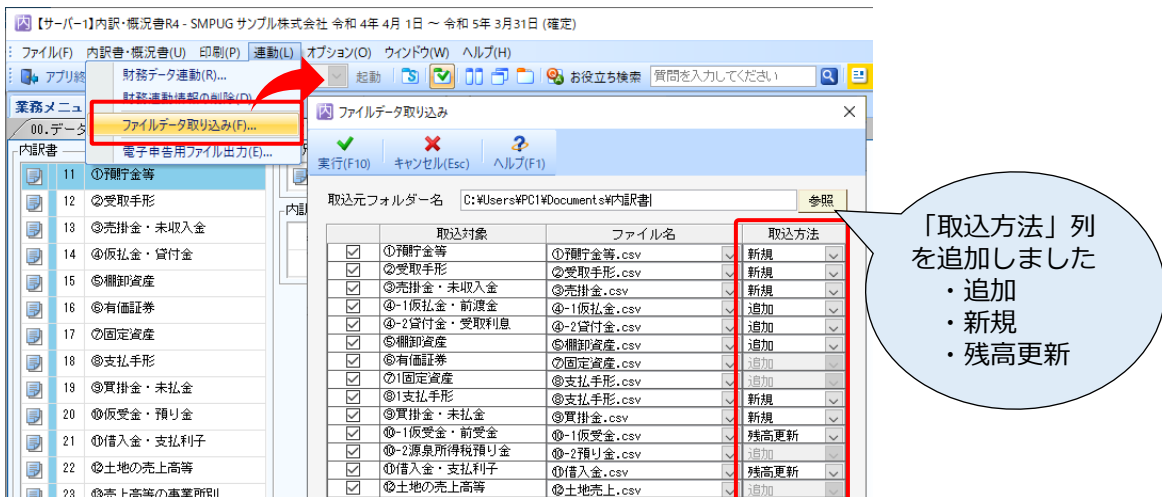 【サーバー1】内訳・概況書R4 - SMPUG サンプル株式会社 令和 4年 4月 1日 ～ 令和 5年 3月31日 (確定)
ファイル(F) 内訳書・概況書(U) 印刷(P) 連動(L) オプション(O) ウィンドウ(W) ヘルプ(H)
アプリ終 起動 お役立ち検索 質問を入力してください
財務データ連動(R)...
財務連動情報の削除(D)...
ファイルデータ取り込み(F)...
電子申告用ファイル出力(E)...
業務メニュ
00.データ
内訳書
11 ①預貯金等
12 ②受取手形
13 ③売掛金・未収入金
14 ④仮払金・貸付金
15 ⑤棚卸資産
16 ⑥有価証券
17 ⑦固定資産
18 ⑧支払手形
19 ⑨買掛金・未払金
20 ⑩仮受金・預り金
21 ⑪借入金・支払利子
22 ⑫土地の売上高等
23 ⑬売上高等の事業所別
ファイルデータ取り込み
実行(F10) キャンセル(Esc) ヘルプ(F1)
取込元フォルダー名 C:¥Users¥PC1¥Documents¥内訳書 参照
取込対象 ファイル名 取込方法
①預貯金等 ①預貯金等.csv 新規
②受取手形 ②受取手形.csv 新規
③売掛金・未収入金 ③売掛金.csv 新規
④-1仮払金・前渡金 ④-1仮払金.csv 追加
④-2貸付金・受取利息 ④-2貸付金.csv 追加
⑤棚卸資産 ⑤棚卸資産.csv 追加
⑥有価証券 ⑦固定資産.csv 追加
⑦1固定資産 ⑧支払手形.csv 追加
⑧1支払手形 ⑧支払手形.csv 新規
⑨買掛金・未払金 ⑨買掛金.csv 新規
⑩-1仮受金・前受金 ⑩-1仮受金.csv 残高更新
⑩-2源泉所得税預り金 ⑩-2預り金.csv 追加
⑪借入金・支払利子 ⑪借入金.csv 残高更新
⑫土地の売上高等 ⑫土地売上.csv 追加
「取込方法」列
を追加しました
・追加
・新規
・残高更新